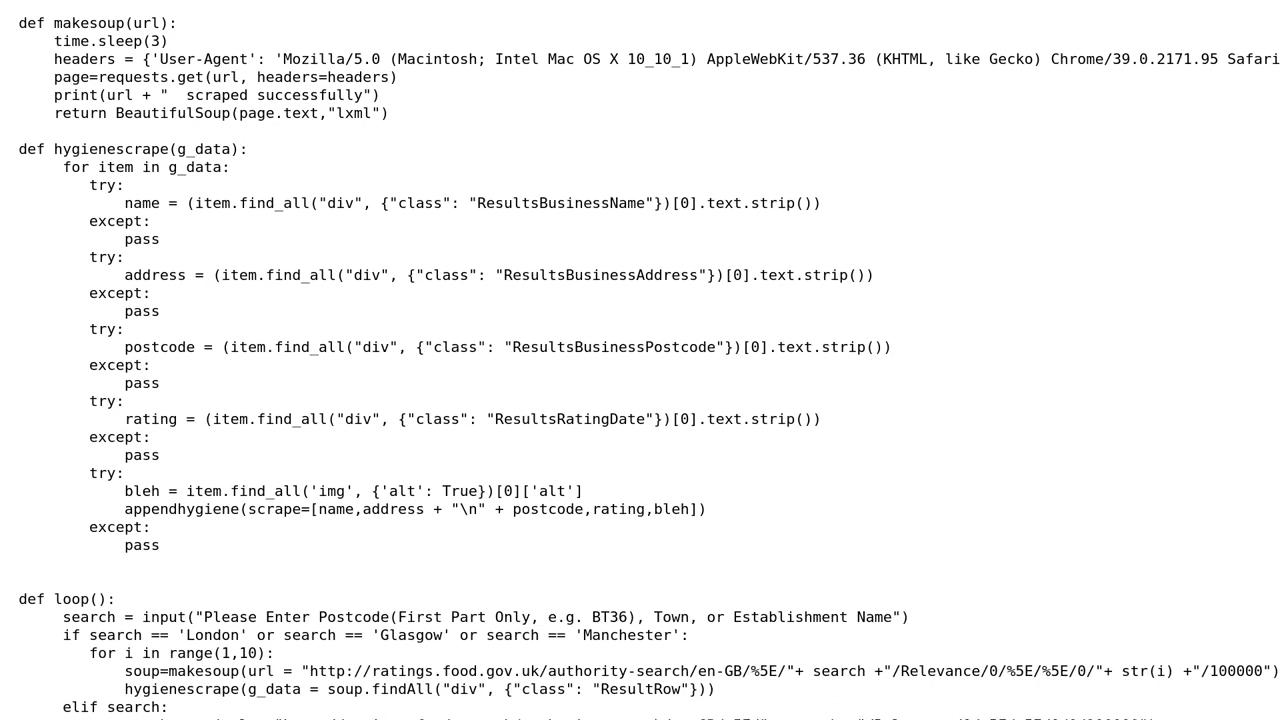 def makesoup(url):
    time.sleep(3)
    headers = {'User-Agent': 'Mozilla/5.0 (Macintosh; Intel Mac OS X 10_10_1) AppleWebKit/537.36 (KHTML, like Gecko) Chrome/39.0.2171.95 Safari
    page=requests.get(url, headers=headers)
    print(url + "  scraped successfully")
    return BeautifulSoup(page.text,"lxml")

def hygienescrape(g_data):
     for item in g_data:
        try:
            name = (item.find_all("div", {"class": "ResultsBusinessName"})[0].text.strip())
        except:
            pass
        try:
            address = (item.find_all("div", {"class": "ResultsBusinessAddress"})[0].text.strip())
        except:
            pass
        try:
            postcode = (item.find_all("div", {"class": "ResultsBusinessPostcode"})[0].text.strip())
        except:
            pass
        try:
            rating = (item.find_all("div", {"class": "ResultsRatingDate"})[0].text.strip())
        except:
            pass
        try:
            bleh = item.find_all('img', {'alt': True})[0]['alt']
            appendhygiene(scrape=[name,address + "\n" + postcode,rating,bleh])
        except:
            pass


def loop():
     search = input("Please Enter Postcode(First Part Only, e.g. BT36), Town, or Establishment Name")
     if search == 'London' or search == 'Glasgow' or search == 'Manchester':
        for i in range(1,10):
            soup=makesoup(url = "http://ratings.food.gov.uk/authority-search/en-GB/%5E/"+ search +"/Relevance/0/%5E/%5E/0/"+ str(i) +"/100000")
            hygienescrape(g_data = soup.findAll("div", {"class": "ResultRow"}))
     elif search: